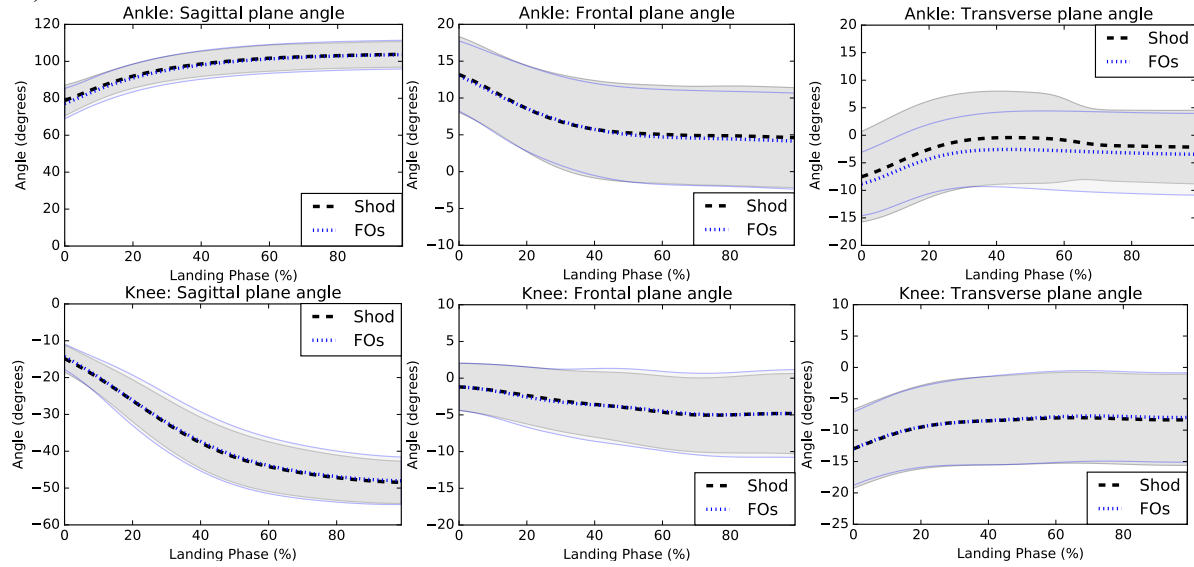 Ankle: Sagittal plane angle
120
100
80
60
40
20
0
Angle (degrees)
Shod
FOs
0 20 40 60 80
Landing Phase (%)
Ankle: Frontal plane angle
20
15
10
5
0
−5
−10
Angle (degrees)
Shod
FOs
0 20 40 60 80
Landing Phase (%)
Ankle: Transverse plane angle
20
15
10
5
0
−5
−10
−15
−20
Angle (degrees)
Shod
FOs
0 20 40 60 80
Landing Phase (%)
Knee: Sagittal plane angle
0
−10
−20
−30
−40
−50
−60
Angle (degrees)
Shod
FOs
0 20 40 60 80
Landing Phase (%)
Knee: Frontal plane angle
10
5
0
−5
−10
−15
−20
Angle (degrees)
Shod
FOs
0 20 40 60 80
Landing Phase (%)
Knee: Transverse plane angle
10
5
0
−5
−10
−15
−20
−25
Angle (degrees)
Shod
FOs
0 20 40 60 80
Landing Phase (%)